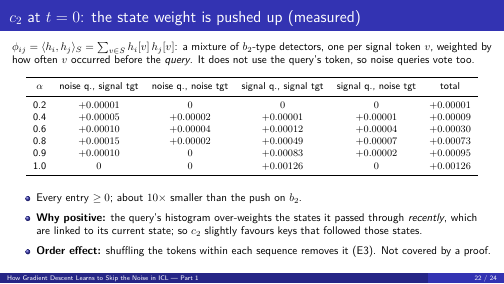 c₂ at t = 0: the state weight is pushed up (measured)
ϕᵢⱼ = ⟨hᵢ, hⱼ⟩_S = ∑_{v∈S} hᵢ[v] hⱼ[v]: a mixture of b₂-type detectors, one per signal token v, weighted by
how often v occurred before the query. It does not use the query's token, so noise queries vote too.
α noise q., signal tgt noise q., noise tgt signal q., signal tgt signal q., noise tgt total
0.2 +0.00001 0 0 0 +0.00001
0.4 +0.00005 +0.00002 +0.00001 +0.00001 +0.00009
0.6 +0.00010 +0.00004 +0.00012 +0.00004 +0.00030
0.8 +0.00015 +0.00002 +0.00049 +0.00007 +0.00073
0.9 +0.00010 0 +0.00083 +0.00002 +0.00095
1.0 0 0 +0.00126 0 +0.00126
Every entry ≥ 0; about 10× smaller than the push on b₂.
Why positive: the query's histogram over-weights the states it passed through recently, which
are linked to its current state; so c₂ slightly favours keys that followed those states.
Order effect: shuffling the tokens within each sequence removes it (E3). Not covered by a proof.
How Gradient Descent Learns to Skip the Noise in ICL — Part 1 22 / 24